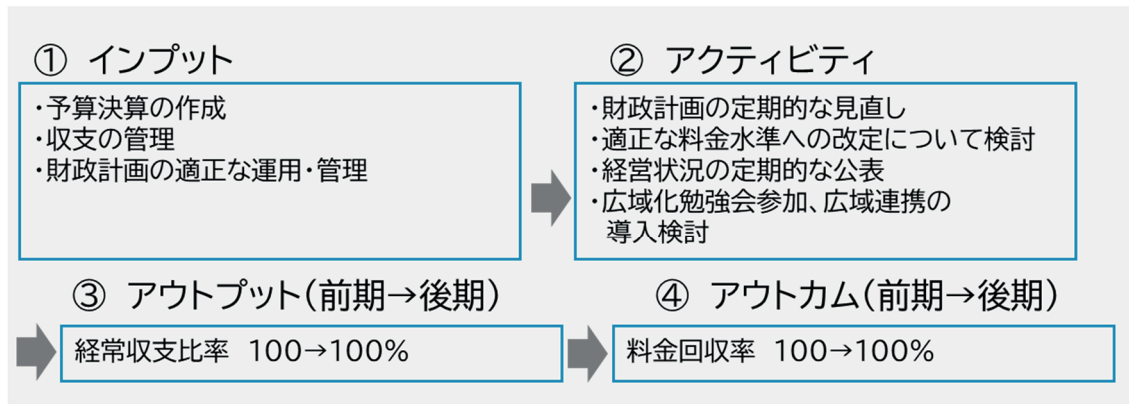 ① インプット
・予算決算の作成
・収支の管理
・財政計画の適正な運用・管理
② アクティビティ
・財政計画の定期的な見直し
・適正な料金水準への改定について検討
・経営状況の定期的な公表
・広域化勉強会参加、広域連携の
導入検討
③ アウトプット(前期→後期)
経常収支比率 100→100%
④ アウトカム(前期→後期)
料金回収率 100→100%